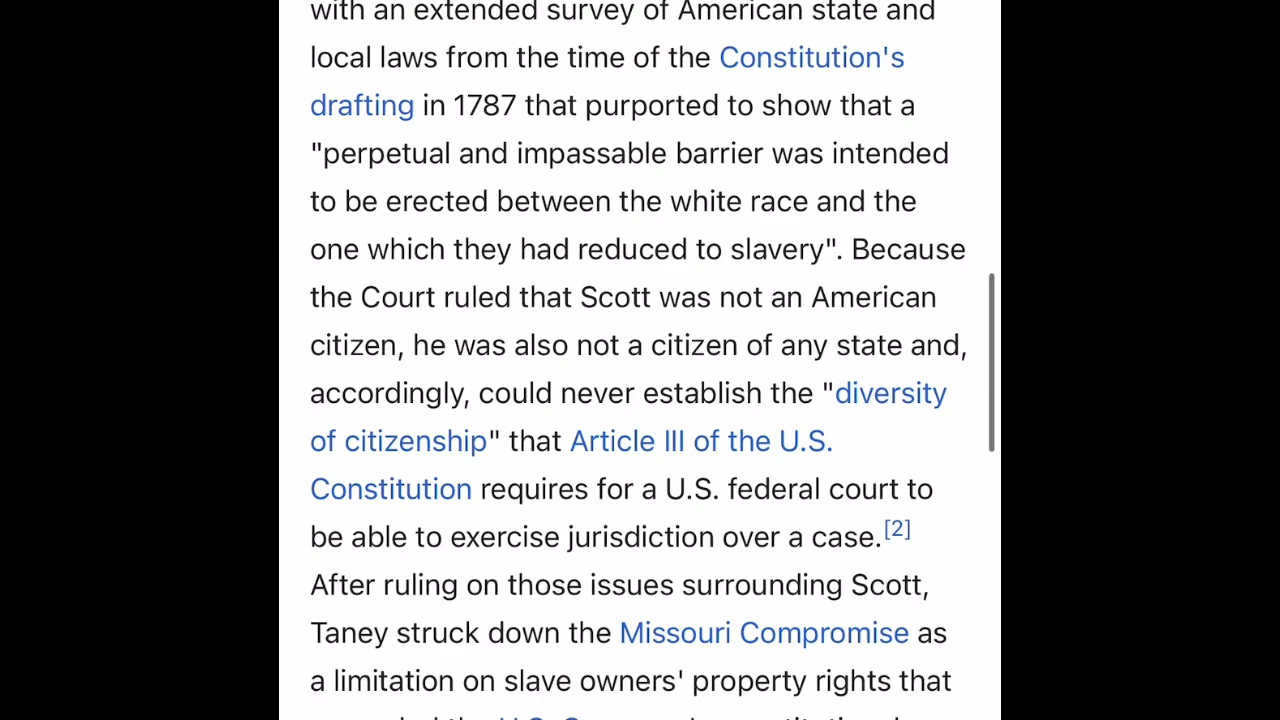 with an extended survey of American state and
local laws from the time of the Constitution's
drafting in 1787 that purported to show that a
"perpetual and impassable barrier was intended
to be erected between the white race and the
one which they had reduced to slavery". Because
the Court ruled that Scott was not an American
citizen, he was also not a citizen of any state and,
accordingly, could never establish the "diversity
of citizenship" that Article III of the U.S.
Constitution requires for a U.S. federal court to
be able to exercise jurisdiction over a case.[2]
After ruling on those issues surrounding Scott,
Taney struck down the Missouri Compromise as
a limitation on slave owners' property rights that